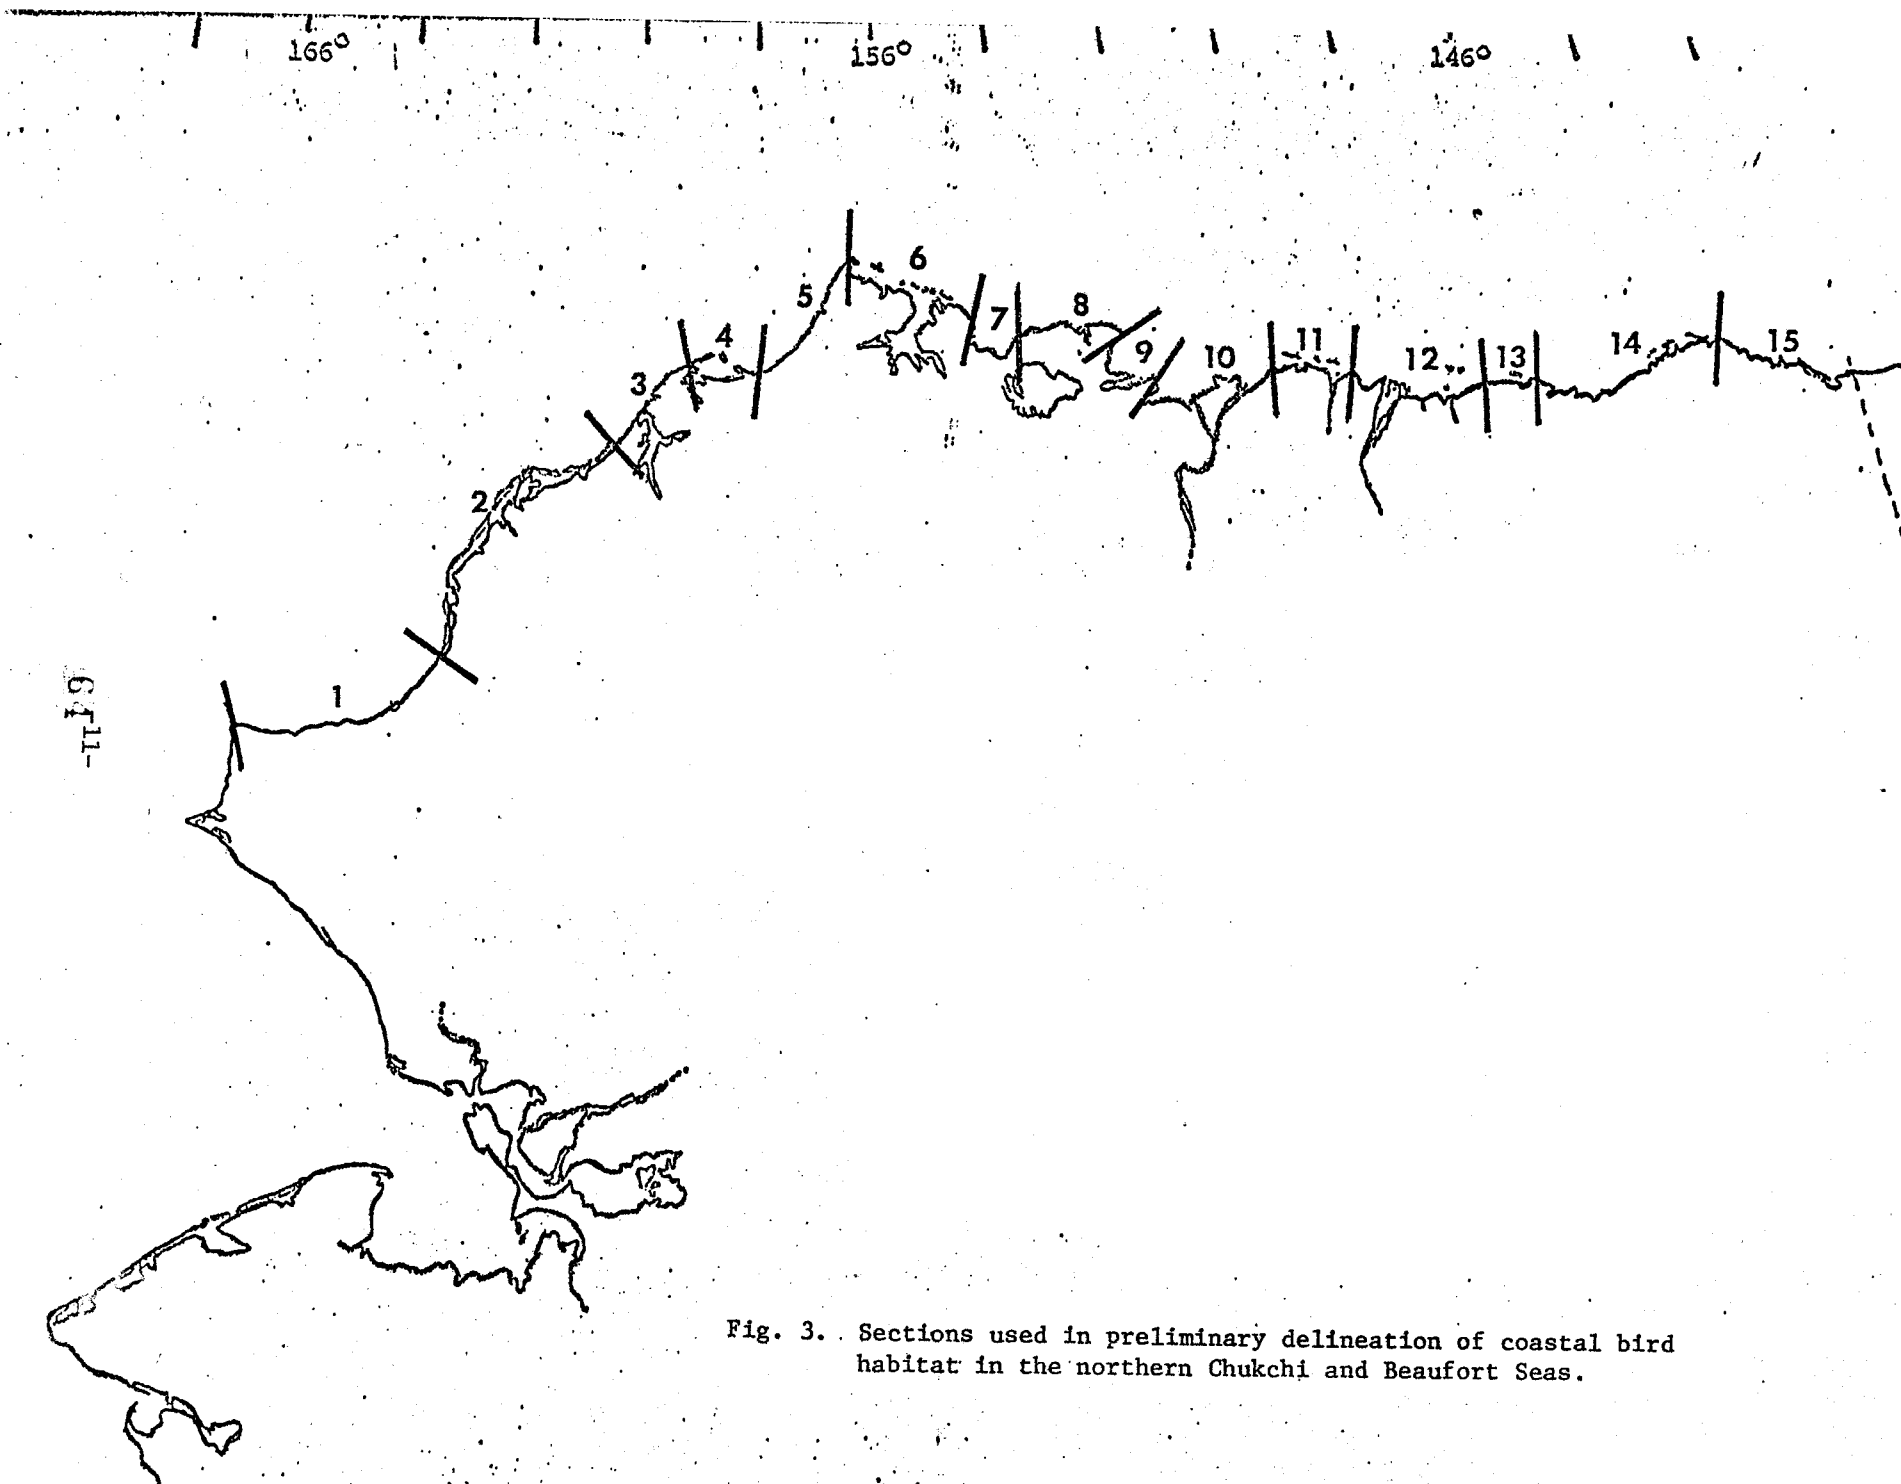 166° 156° 146°
6
5 7 8
4 9 10 11 12 13 14 15
3
2
1
-11-
Fig. 3. Sections used in preliminary delineation of coastal bird
habitat in the northern Chukchi and Beaufort Seas.